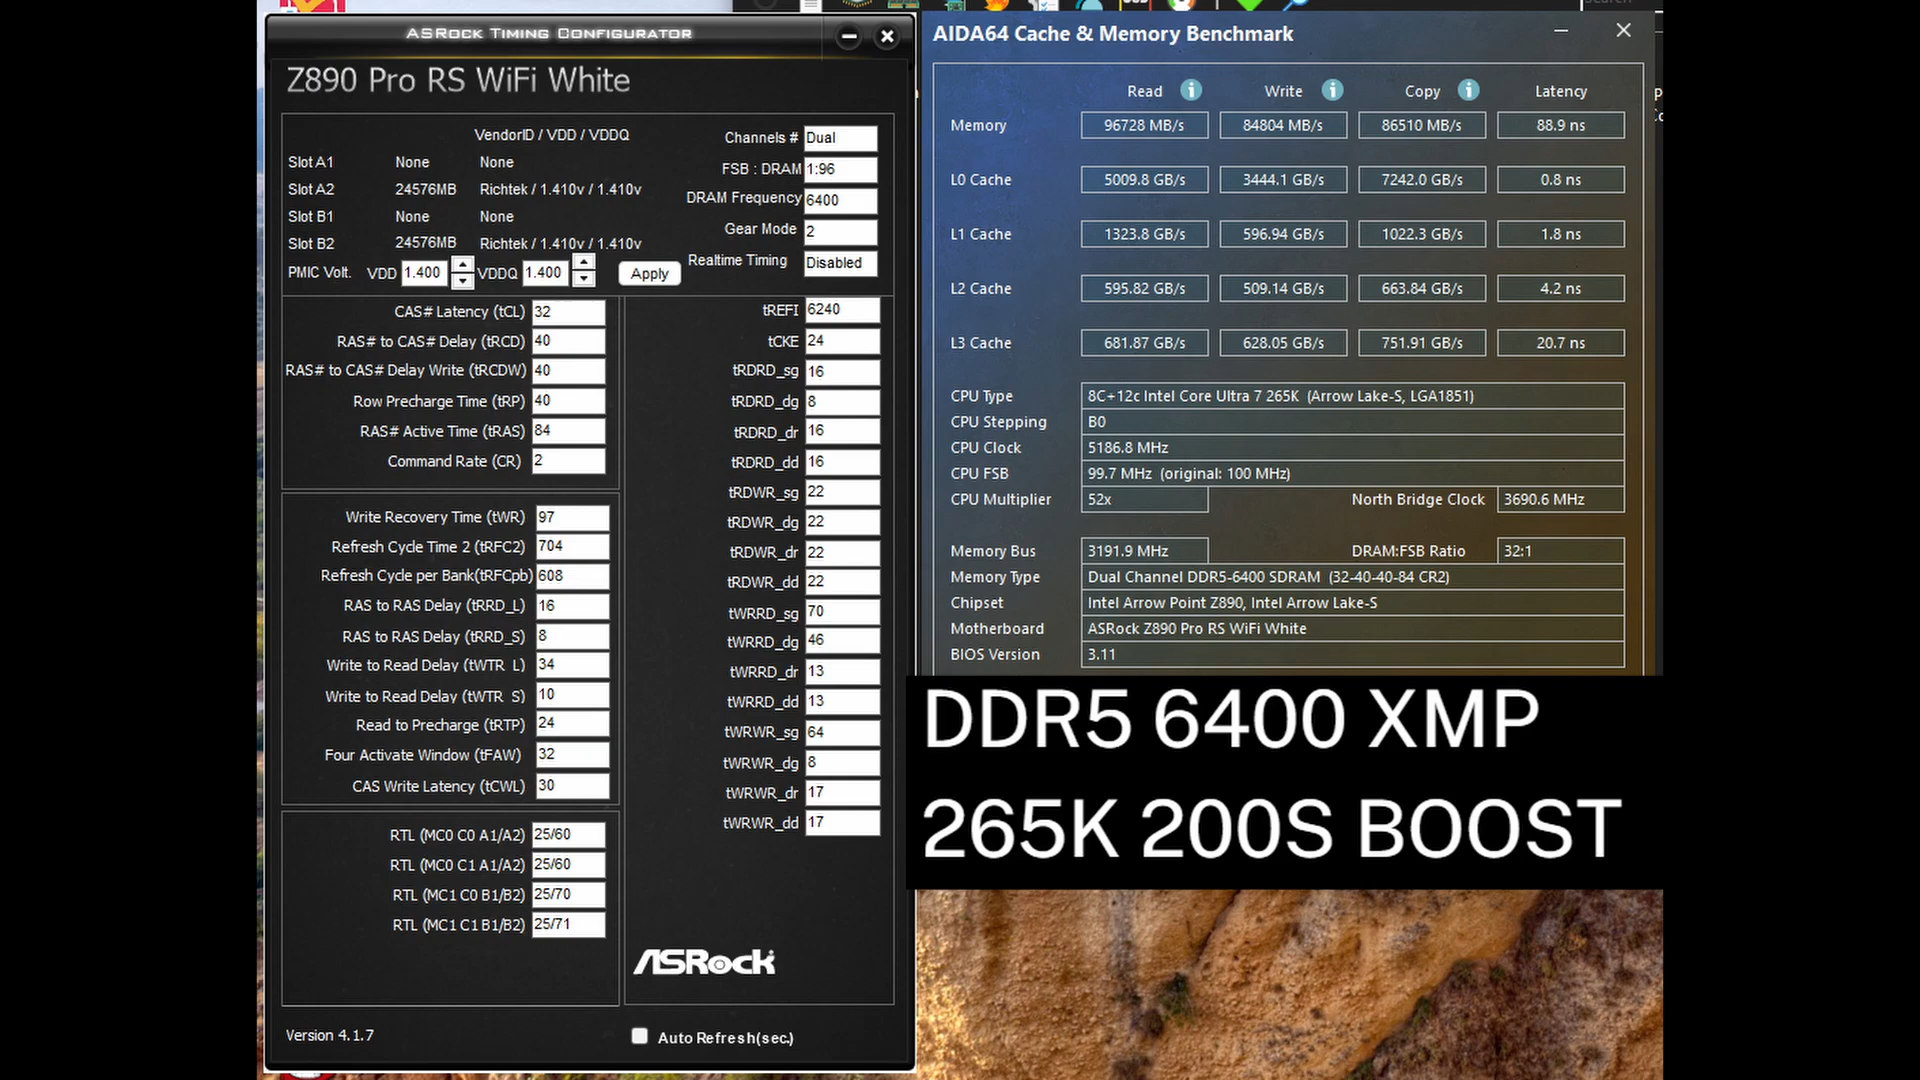 ASRock Timing Configurator
Z890 Pro RS WiFi White
VendorID / VDD / VDDQ
Slot A1 None None
Slot A2 24576MB Richtek / 1.410v / 1.410v
Slot B1 None None
Slot B2 24576MB Richtek / 1.410v / 1.410v
PMIC Volt. VDD 1.400 VDDQ 1.400 Apply
Channels # Dual
FSB : DRAM 1:96
DRAM Frequency 6400
Gear Mode 2
Realtime Timing Disabled
CAS# Latency (tCL) 32
RAS# to CAS# Delay (tRCD) 40
RAS# to CAS# Delay Write (tRCDW) 40
Row Precharge Time (tRP) 40
RAS# Active Time (tRAS) 84
Command Rate (CR) 2
Write Recovery Time (tWR) 97
Refresh Cycle Time 2 (tRFC2) 704
Refresh Cycle per Bank(tRFCpb) 608
RAS to RAS Delay (tRRD_L) 16
RAS to RAS Delay (tRRD_S) 8
Write to Read Delay (tWTR L) 34
Write to Read Delay (tWTR S) 10
Read to Precharge (tRTP) 24
Four Activate Window (tFAW) 32
CAS Write Latency (tCWL) 30
RTL (MC0 C0 A1/A2) 25/60
RTL (MC0 C1 A1/A2) 25/60
RTL (MC1 C0 B1/B2) 25/70
RTL (MC1 C1 B1/B2) 25/71
tREFI 6240
tCKE 24
tRDRD_sg 16
tRDRD_dg 8
tRDRD_dr 16
tRDRD_dd 16
tRDWR_sg 22
tRDWR_dg 22
tRDWR_dr 22
tRDWR_dd 22
tWRRD_sg 70
tWRRD_dg 46
tWRRD_dr 13
tWRRD_dd 13
tWRWR_sg 64
tWRWR_dg 8
tWRWR_dr 17
tWRWR_dd 17
ASRock
Version 4.1.7
Auto Refresh(sec.)
AIDA64 Cache & Memory Benchmark
Read Write Copy Latency
Memory 96728 MB/s 84804 MB/s 86510 MB/s 88.9 ns
L0 Cache 5009.8 GB/s 3444.1 GB/s 7242.0 GB/s 0.8 ns
L1 Cache 1323.8 GB/s 596.94 GB/s 1022.3 GB/s 1.8 ns
L2 Cache 595.82 GB/s 509.14 GB/s 663.84 GB/s 4.2 ns
L3 Cache 681.87 GB/s 628.05 GB/s 751.91 GB/s 20.7 ns
CPU Type 8C+12c Intel Core Ultra 7 265K (Arrow Lake-S, LGA1851)
CPU Stepping B0
CPU Clock 5186.8 MHz
CPU FSB 99.7 MHz (original: 100 MHz)
CPU Multiplier 52x North Bridge Clock 3690.6 MHz
Memory Bus 3191.9 MHz DRAM:FSB Ratio 32:1
Memory Type Dual Channel DDR5-6400 SDRAM (32-40-40-84 CR2)
Chipset Intel Arrow Point Z890, Intel Arrow Lake-S
Motherboard ASRock Z890 Pro RS WiFi White
BIOS Version 3.11
DDR5 6400 XMP
265K 200S BOOST